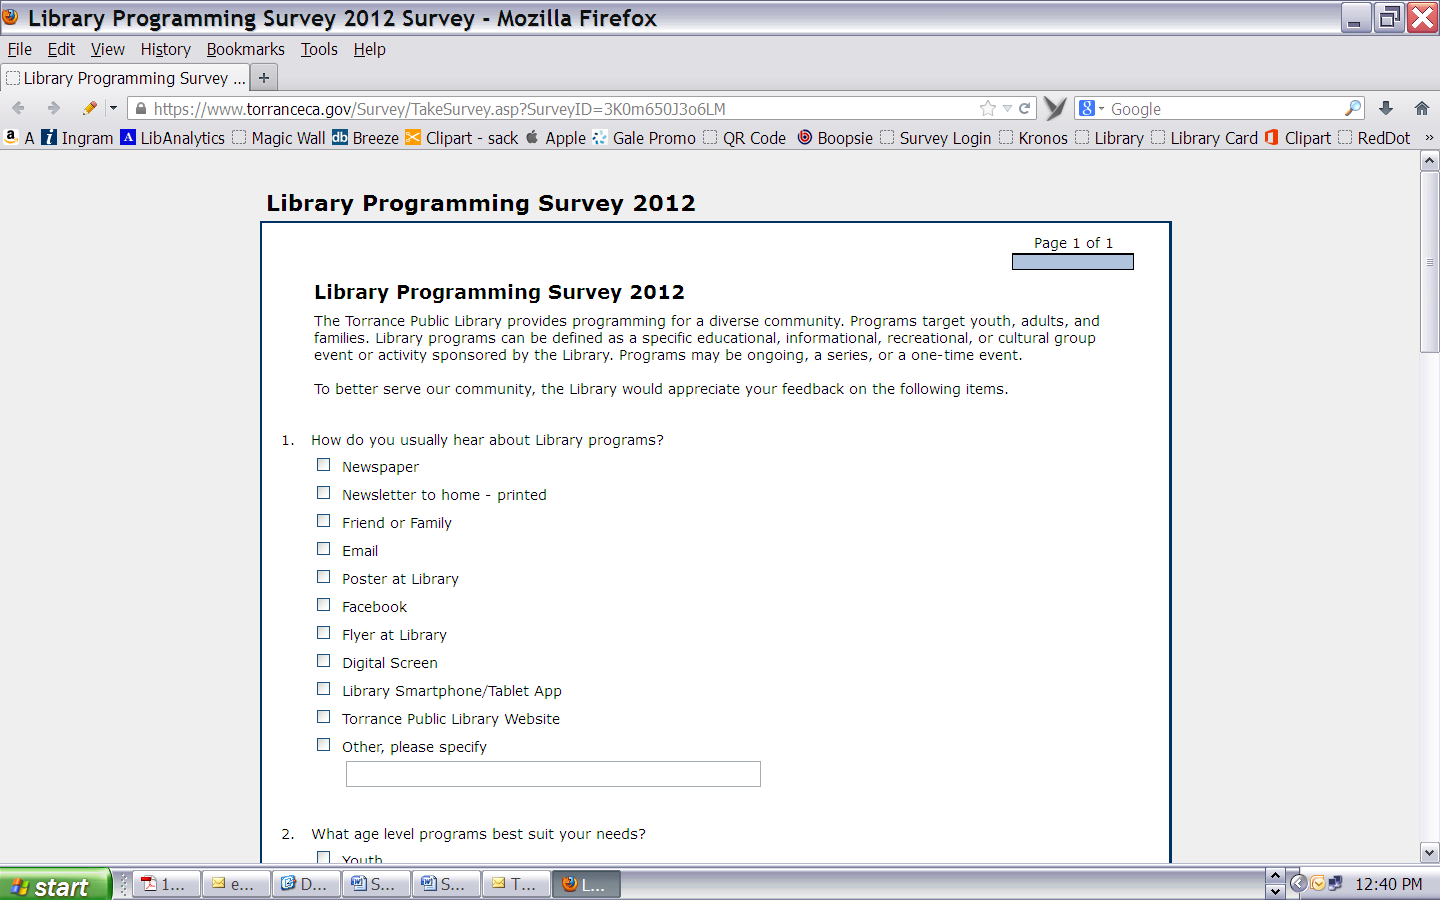 Library Programming Survey 2012 Survey - Mozilla Firefox
File Edit View History Bookmarks Tools Help
Library Programming Survey ... +
https://www.torranceca.gov/Survey/TakeSurvey.asp?SurveyID=3K0m650J3o6LM 8 Google
a A i Ingram A LibAnalytics Magic Wall db Breeze Clipart - sack Apple Gale Promo QR Code Boopsie Survey Login Kronos Library Library Card Clipart RedDot »
Library Programming Survey 2012
Page 1 of 1
Library Programming Survey 2012
The Torrance Public Library provides programming for a diverse community. Programs target youth, adults, and
families. Library programs can be defined as a specific educational, informational, recreational, or cultural group
event or activity sponsored by the Library. Programs may be ongoing, a series, or a one-time event.
To better serve our community, the Library would appreciate your feedback on the following items.
1. How do you usually hear about Library programs?
Newspaper
Newsletter to home - printed
Friend or Family
Email
Poster at Library
Facebook
Flyer at Library
Digital Screen
Library Smartphone/Tablet App
Torrance Public Library Website
Other, please specify
2. What age level programs best suit your needs?
Youth
start 1... e... D... S... S... T... L... 12:40 PM